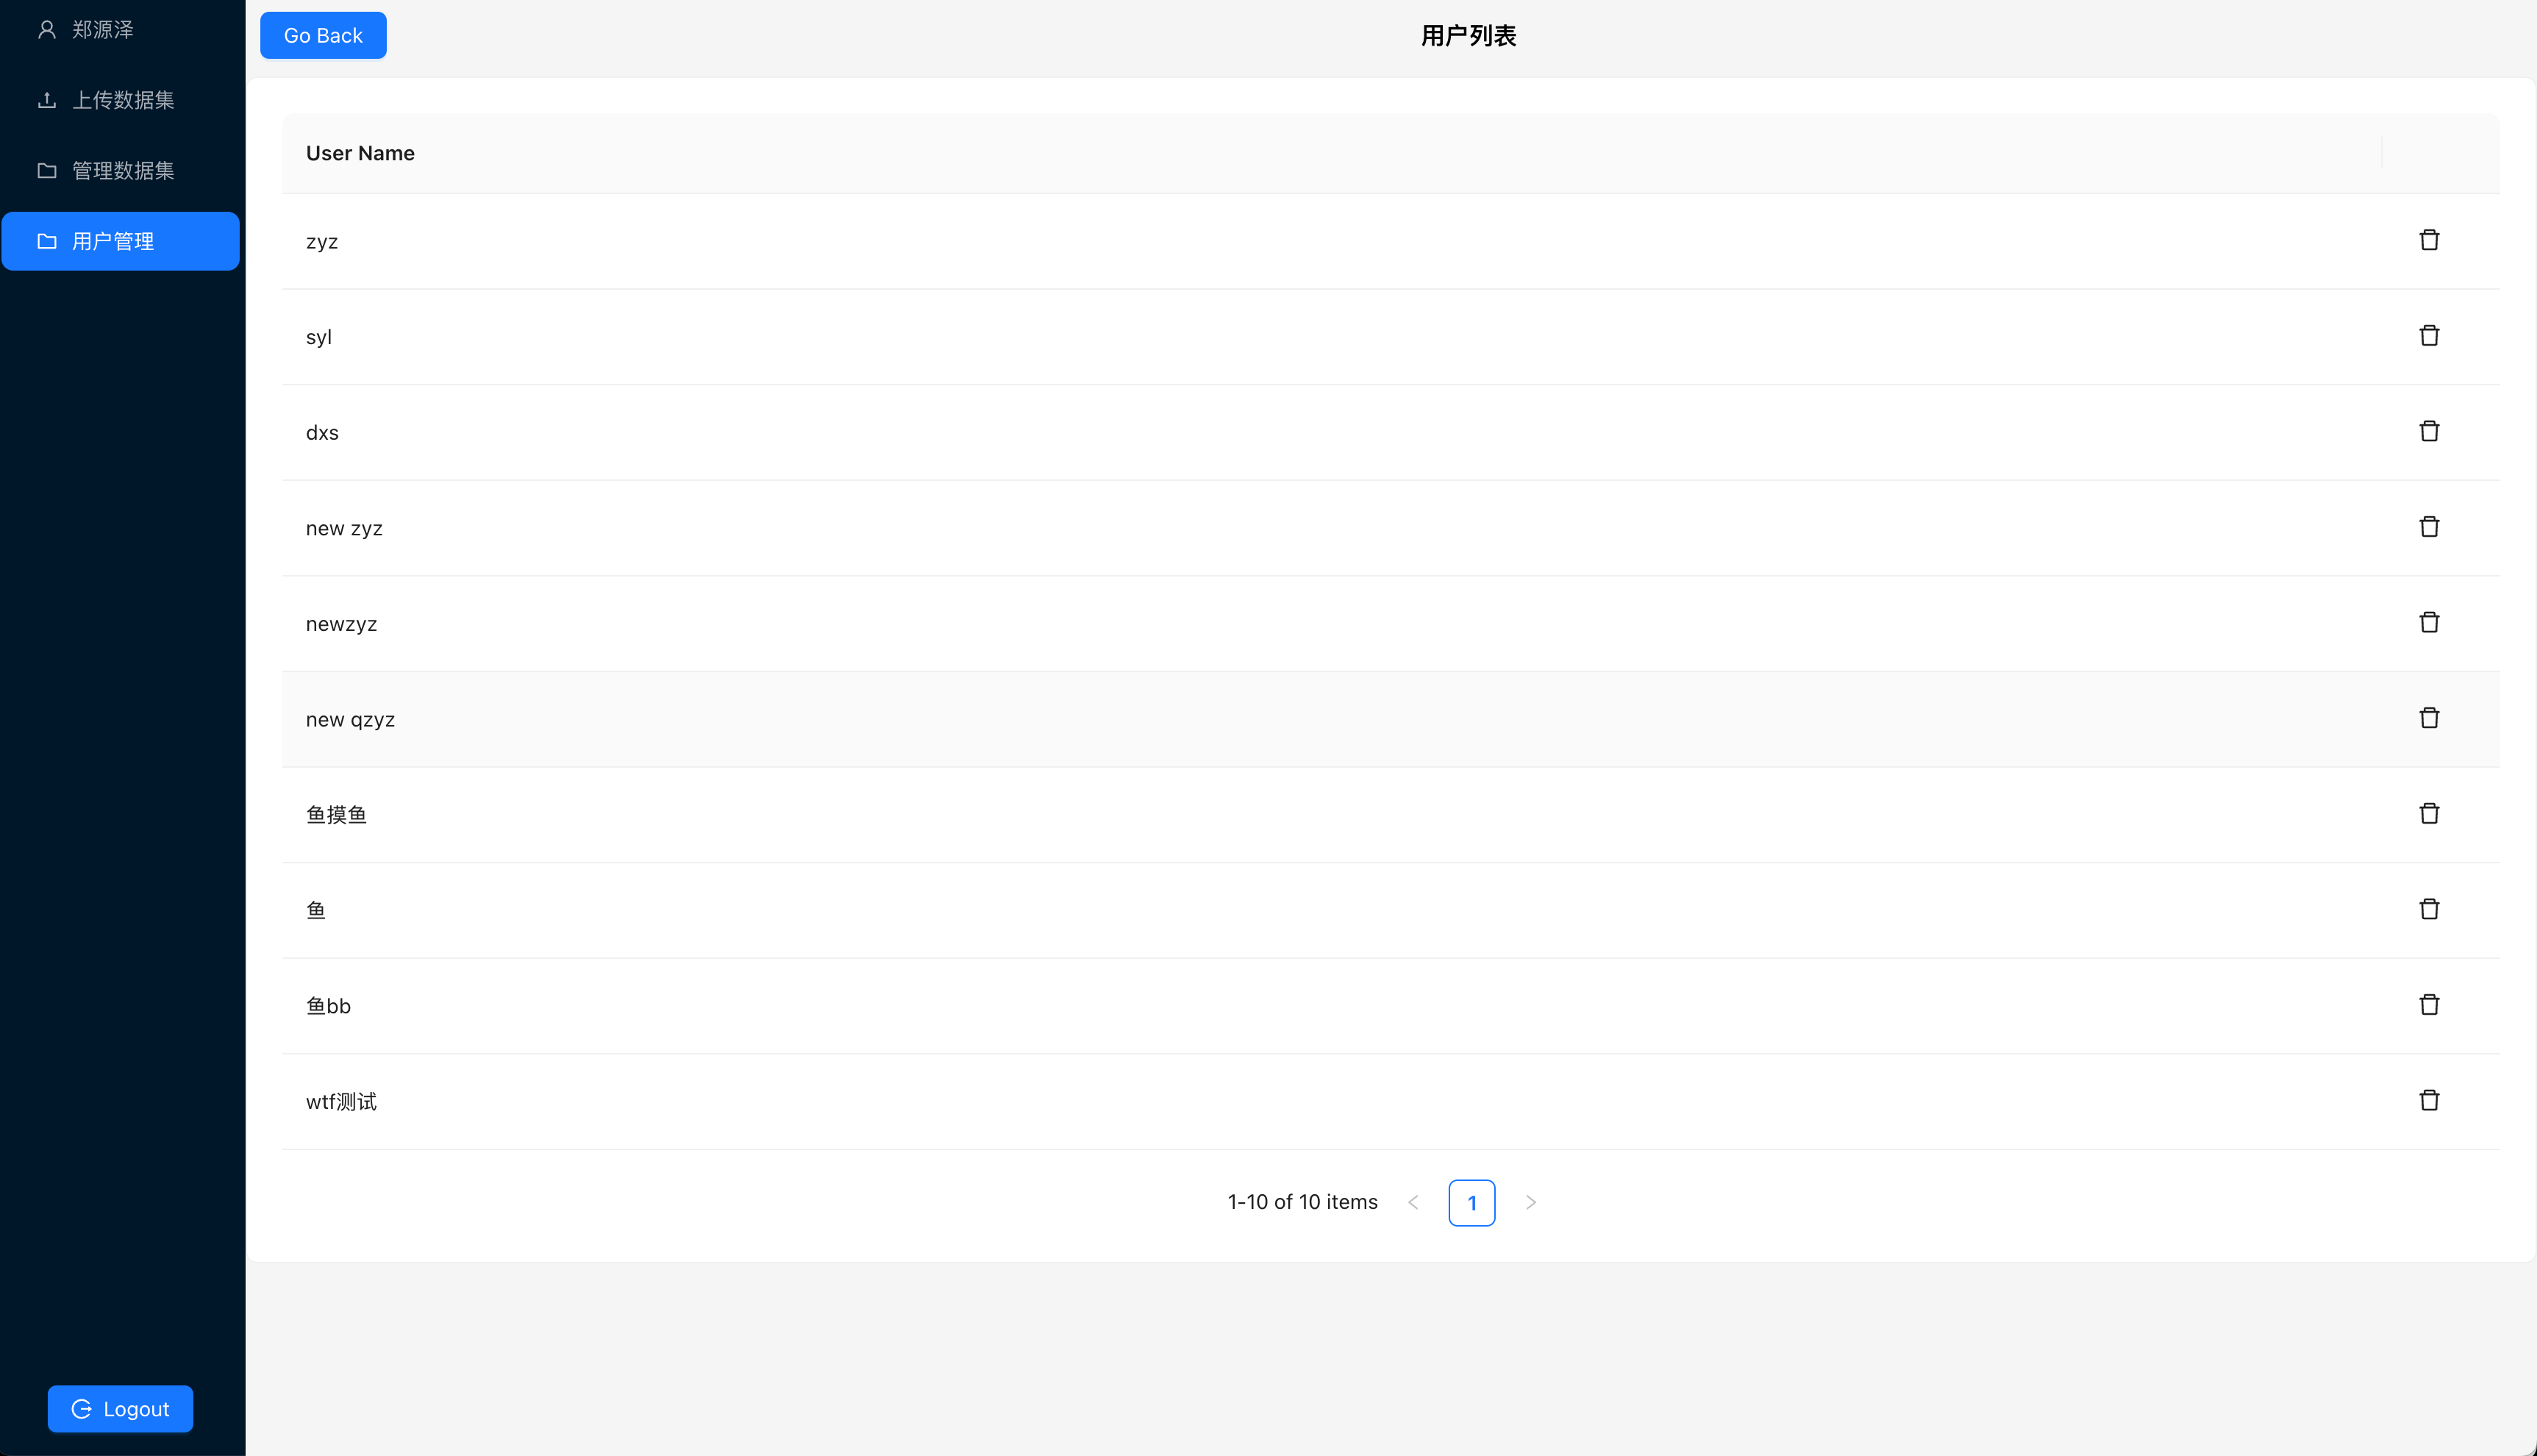 郑源泽
上传数据集
管理数据集
用户管理
Logout
Go Back
用户列表
User Name
zyz
syl
dxs
new zyz
newzyz
new qzyz
鱼摸鱼
鱼
鱼bb
wtf测试
1-10 of 10 items
1